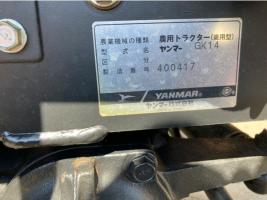 農業機械の種類 農用トラクター(乗用型)
型式名 ヤンマー GK14
区分
製造番号 400417
YANMAR
ヤンマー株式会社